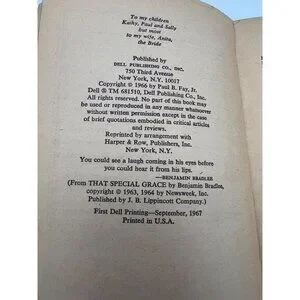 To my children
Kathy, Paul and Sally
but most
to my wife, Anita,
the Bride
Published by
DELL PUBLISHING CO., INC.
750 Third Avenue
New York, N.Y.
Copyright © 1966 by Paul B. Fay, Jr.
Dell ® TM 681510, Dell Publishing Co., Inc.
All rights reserved. No part of this book may
be used or reproduced in any manner whatsoever
without written permission except in the case
of brief quotations embodied in critical articles
and reviews.
Reprinted by arrangement with
Harper & Row, Publishers, Inc.
New York, N.Y.
You could see a laugh coming in his eyes before
you could hear it from his lips.
—BENJAMIN BRADLEE
(From THAT SPECIAL GRACE by Benjamin Bradlee,
copyright © 1963, 1964 by Newsweek, Inc.
Published by J. B. Lippincott Company.)
First Dell Printing—September, 1967
Printed in U.S.A.